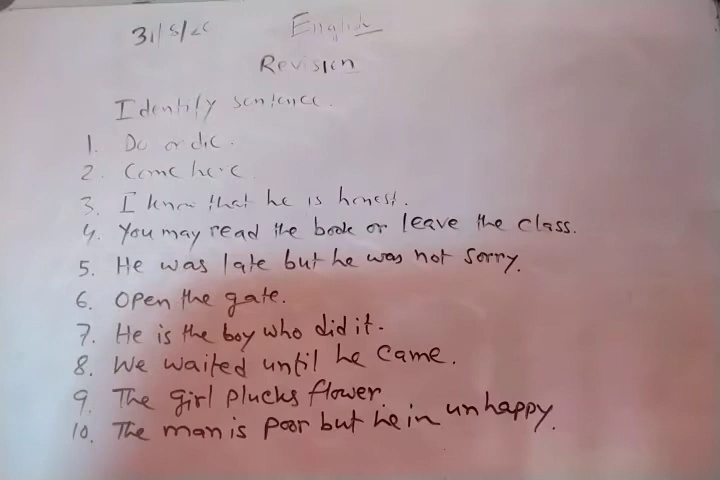 31/5/26 English
Revision
Identify sentence.
1. Do or die.
2. Come here
3. I know that he is honest.
4. You may read the book or leave the class.
5. He was late but he was not sorry.
6. Open the gate.
7. He is the boy who did it.
8. We waited until he came.
9. The girl plucks flower.
10. The man is poor but he in unhappy.